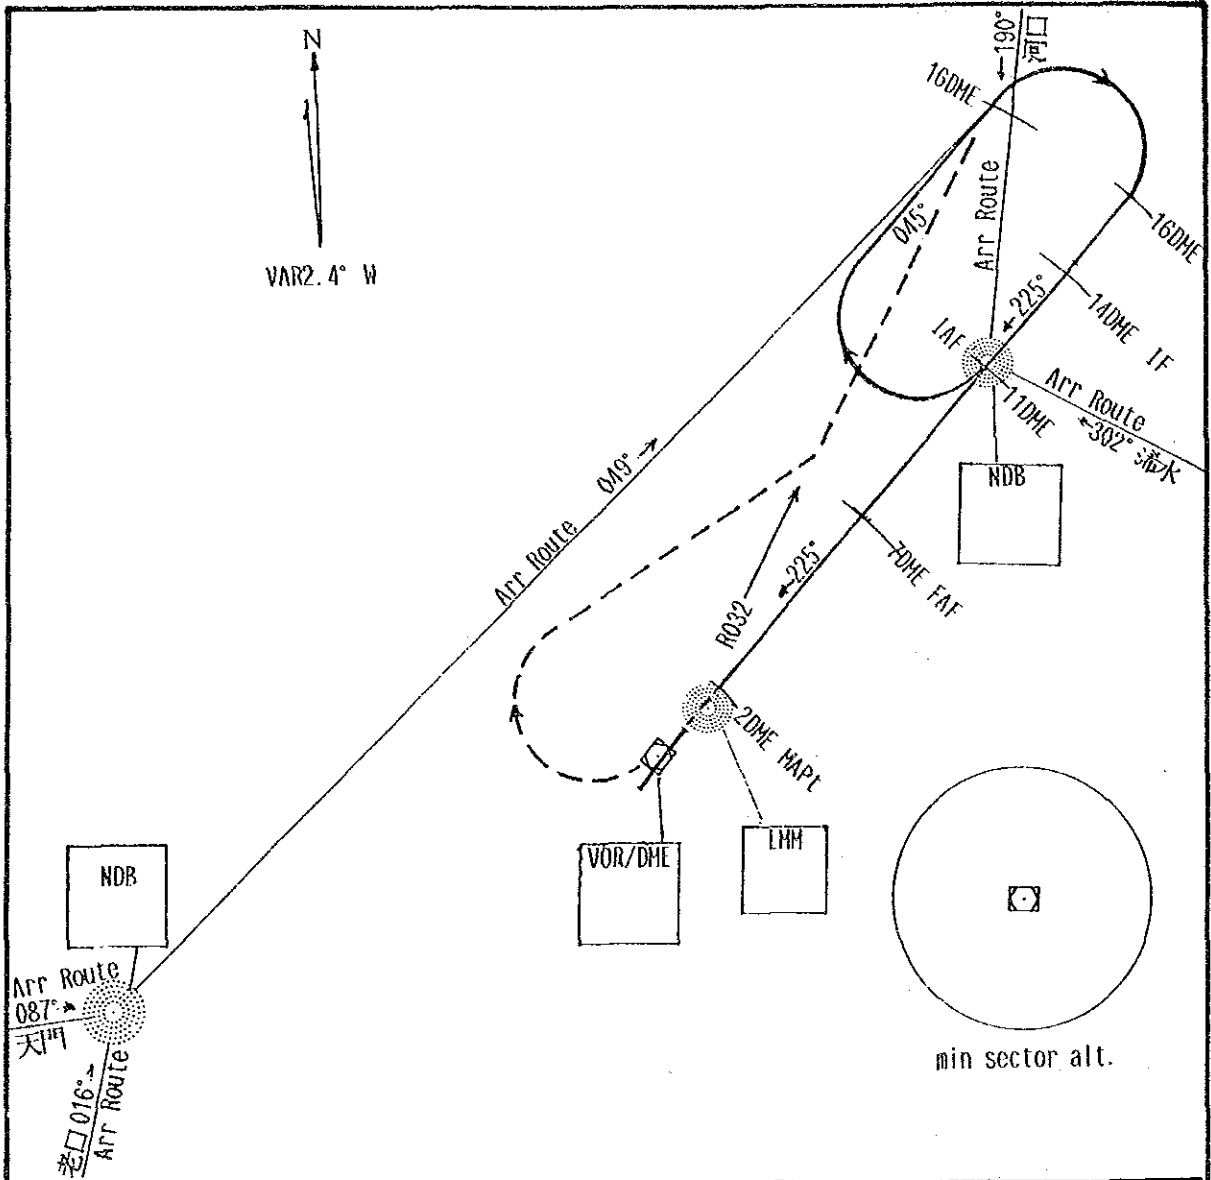 N
VAR2.4° W
16DME
190°
河口
Arr Route
045°
16DME
225°
14DME IF
IAF
11DME
Arr Route
302°
浠水
NDB
049°
Arr Route
7DME FAF
225°
R032
2DME MAPt
VOR/DME
LMM
NDB
Arr Route
087°
天門
老口 016°
Arr Route
min sector alt.